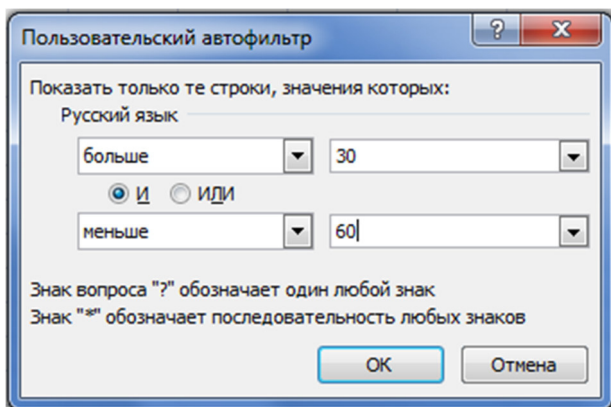 Пользовательский автофильтр
Показать только те строки, значения которых:
Русский язык
больше 30
И ИЛИ
меньше 60
Знак вопроса "?" обозначает один любой знак
Знак "*" обозначает последовательность любых знаков
ОК Отмена